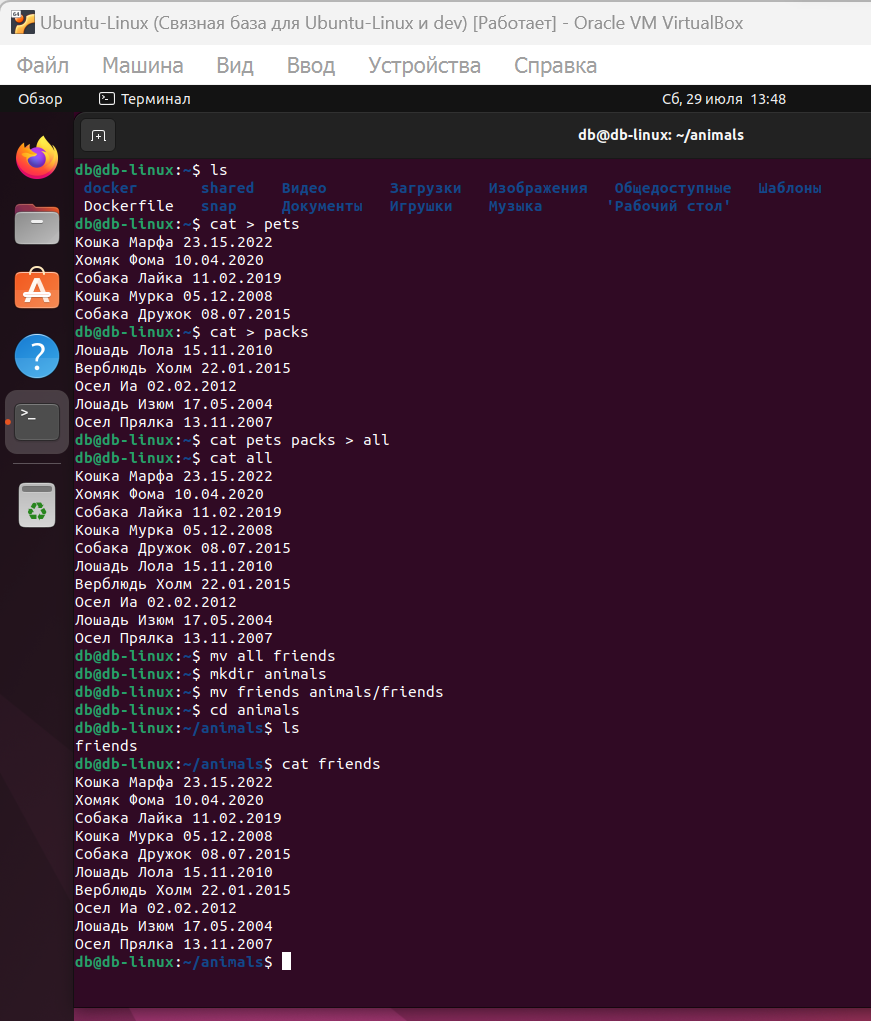 Ubuntu-Linux (Связная база для Ubuntu-Linux и dev) [Работает] - Oracle VM VirtualBox
Файл Машина Вид Ввод Устройства Справка
Обзор Терминал Сб, 29 июля 13:48
db@db-linux: ~/animals
db@db-linux:~$ ls
docker shared Видео Загрузки Изображения Общедоступные Шаблоны
Dockerfile snap Документы Игрушки Музыка 'Рабочий стол'
db@db-linux:~$ cat > pets
Кошка Марфа 23.15.2022
Хомяк Фома 10.04.2020
Собака Лайка 11.02.2019
Кошка Мурка 05.12.2008
Собака Дружок 08.07.2015
db@db-linux:~$ cat > packs
Лошадь Лола 15.11.2010
Верблюдь Холм 22.01.2015
Осел Иа 02.02.2012
Лошадь Изюм 17.05.2004
Осел Прялка 13.11.2007
db@db-linux:~$ cat pets packs > all
db@db-linux:~$ cat all
Кошка Марфа 23.15.2022
Хомяк Фома 10.04.2020
Собака Лайка 11.02.2019
Кошка Мурка 05.12.2008
Собака Дружок 08.07.2015
Лошадь Лола 15.11.2010
Верблюдь Холм 22.01.2015
Осел Иа 02.02.2012
Лошадь Изюм 17.05.2004
Осел Прялка 13.11.2007
db@db-linux:~$ mv all friends
db@db-linux:~$ mkdir animals
db@db-linux:~$ mv friends animals/friends
db@db-linux:~$ cd animals
db@db-linux:~/animals$ ls
friends
db@db-linux:~/animals$ cat friends
Кошка Марфа 23.15.2022
Хомяк Фома 10.04.2020
Собака Лайка 11.02.2019
Кошка Мурка 05.12.2008
Собака Дружок 08.07.2015
Лошадь Лола 15.11.2010
Верблюдь Холм 22.01.2015
Осел Иа 02.02.2012
Лошадь Изюм 17.05.2004
Осел Прялка 13.11.2007
db@db-linux:~/animals$